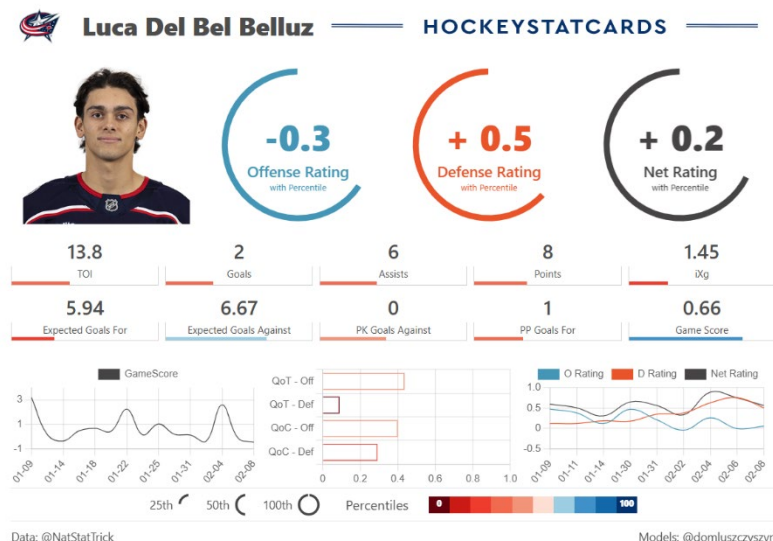 Luca Del Bel Belluz
HOCKEYSTATCARDS
-0.3
Offense Rating
with Percentile
+ 0.5
Defense Rating
with Percentile
+ 0.2
Net Rating
with Percentile
13.8
TOI
2
Goals
6
Assists
8
Points
1.45
iXg
5.94
Expected Goals For
6.67
Expected Goals Against
0
PK Goals Against
1
PP Goals For
0.66
Game Score
GameScore
3
1
-1
01-09 01-14 01-18 01-22 01-25 01-31 02-04 02-08
QoT - Off
QoT - Def
QoC - Off
QoC - Def
0 0.2 0.4 0.6 0.8 1.0
O Rating D Rating Net Rating
1.0
0.5
0
-0.5
01-09 01-11 01-14 01-30 01-31 02-02 02-04 02-06 02-08
25th 50th 100th Percentiles 0 100
Data: @NatStatTrick Models: @domluszczyszyn